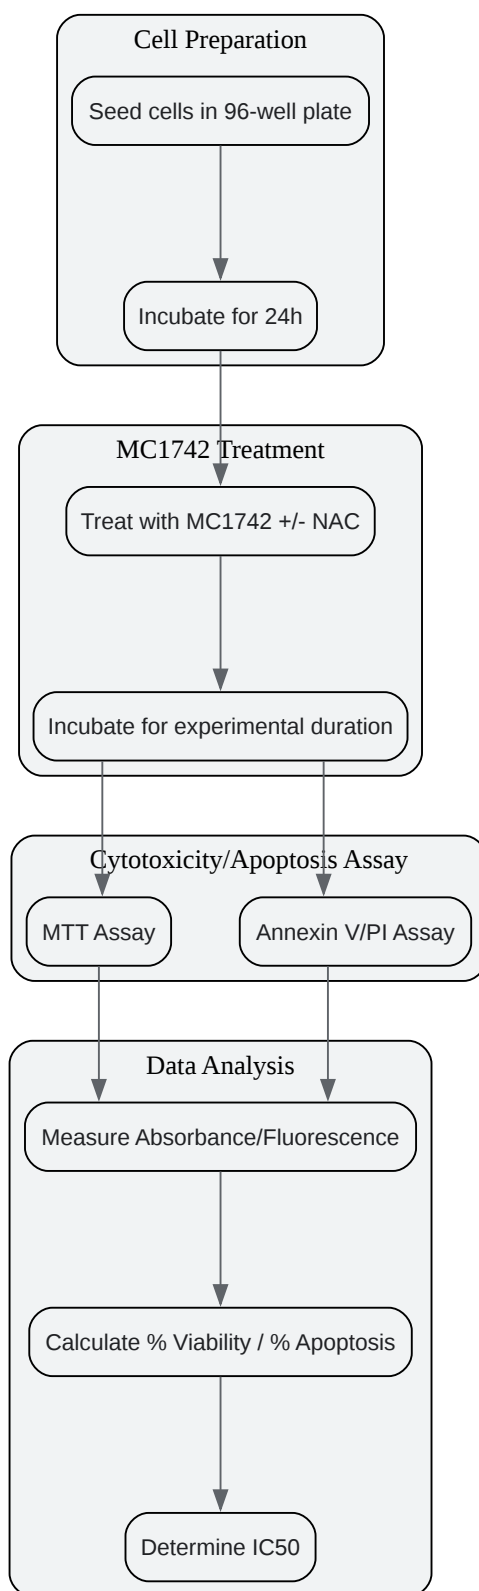 Cell Preparation
Seed cells in 96-well plate
Incubate for 24h
MC1742 Treatment
Treat with MC1742 +/- NAC
Incubate for experimental duration
Cytotoxicity/Apoptosis Assay
MTT Assay
Annexin V/PI Assay
Data Analysis
Measure Absorbance/Fluorescence
Calculate % Viability / % Apoptosis
Determine IC50